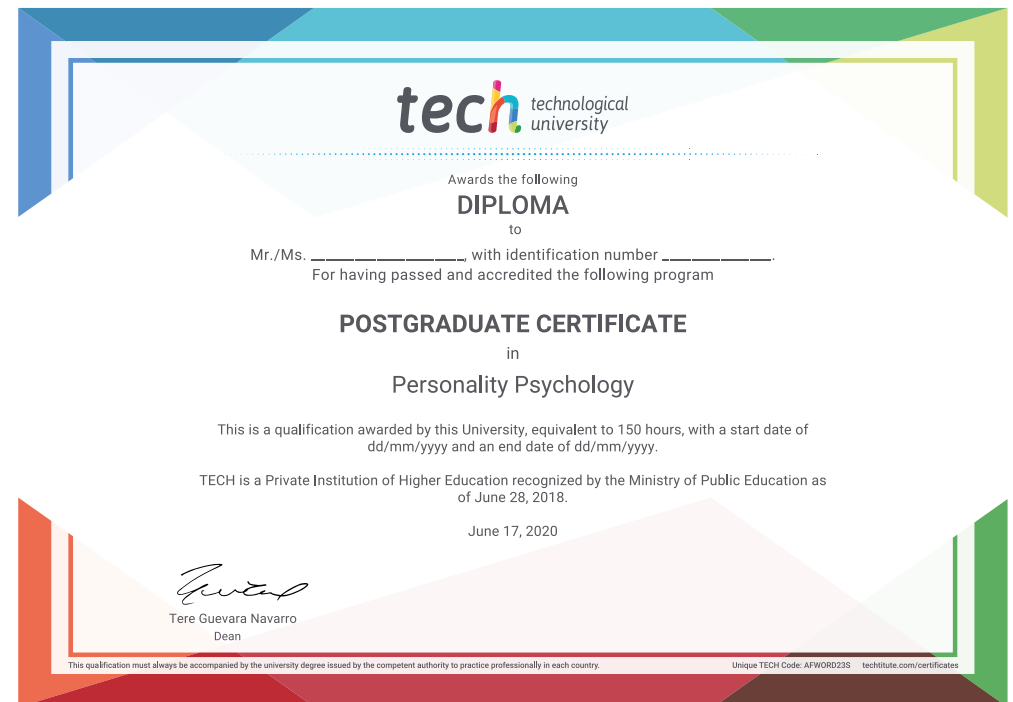 tech technological
university
Awards the following
DIPLOMA
to
Mr./Ms. ____________________, with identification number ______________.
For having passed and accredited the following program
POSTGRADUATE CERTIFICATE
in
Personality Psychology
This is a qualification awarded by this University, equivalent to 150 hours, with a start date of
dd/mm/yyyy and an end date of dd/mm/yyyy.
TECH is a Private Institution of Higher Education recognized by the Ministry of Public Education as
of June 28, 2018.
June 17, 2020
Tere Guevara Navarro
Dean
This qualification must always be accompanied by the university degree issued by the competent authority to practice professionally in each country.
Unique TECH Code: AFWORD23S techtitute.com/certificates